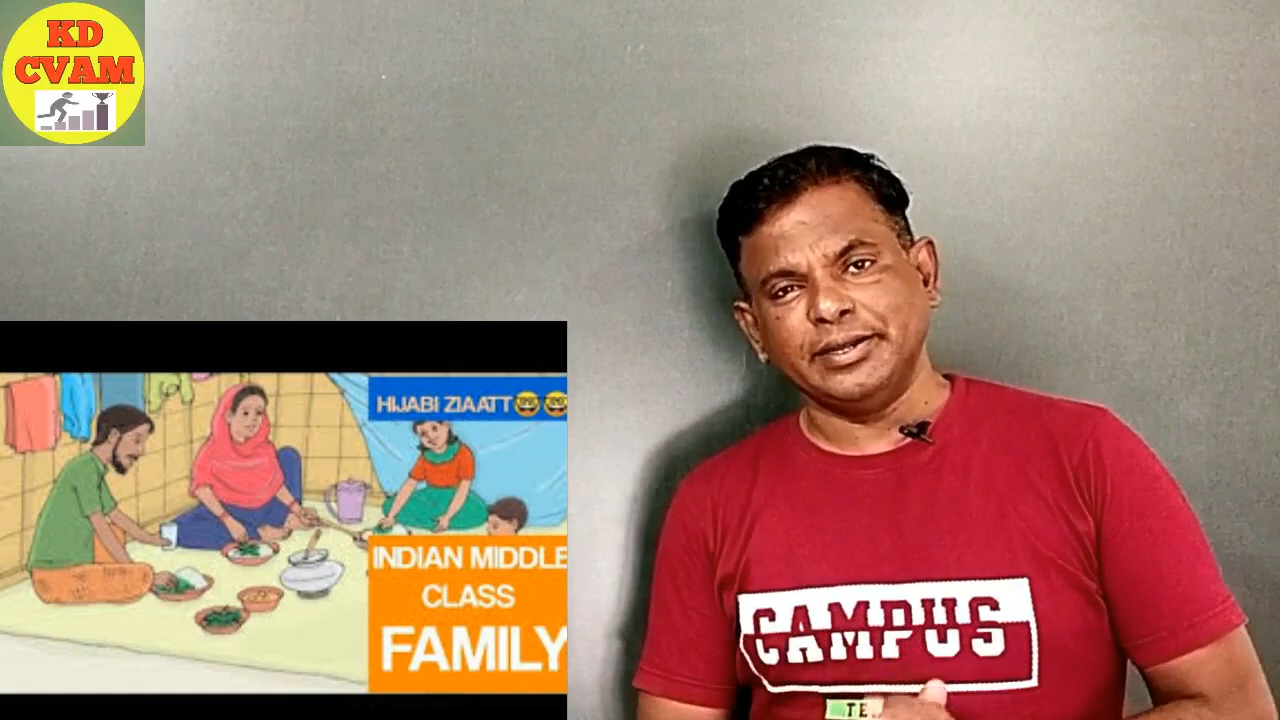 KD
CVAM
HIJABI ZIAATT🤓🤓
INDIAN MIDDLE
CLASS
FAMILY
CAMPUS